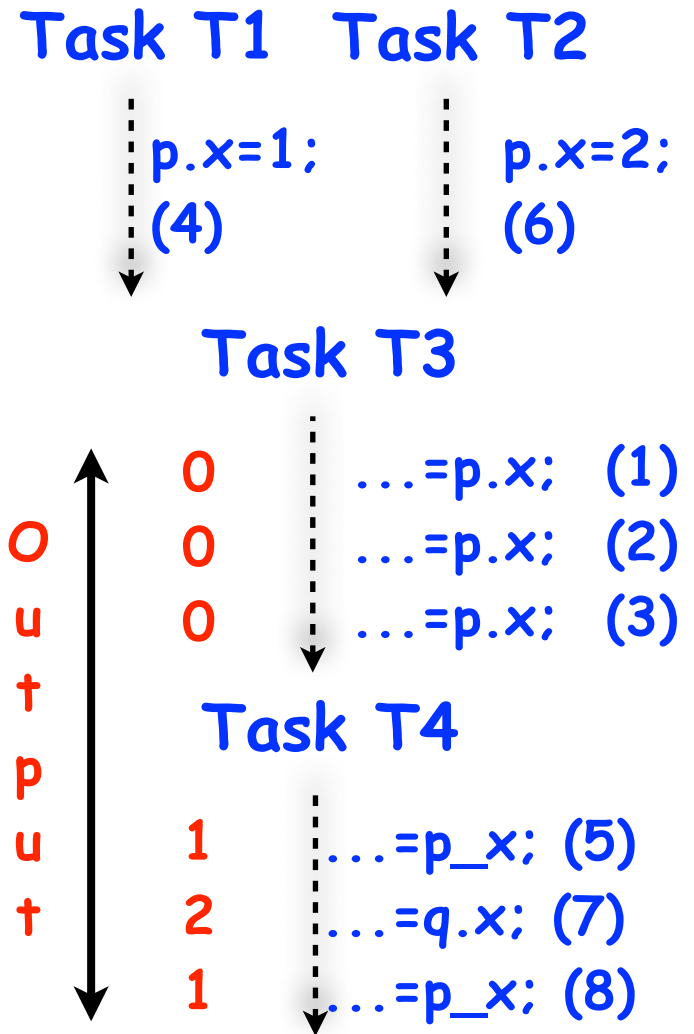 Task T1 Task T2
p.x=1; p.x=2;
(4) (6)
Task T3
0 ...=p.x; (1)
0 ...=p.x; (2)
0 ...=p.x; (3)
Task T4
1 ...=p_x; (5)
2 ...=q.x; (7)
1 ...=p_x; (8)
Output